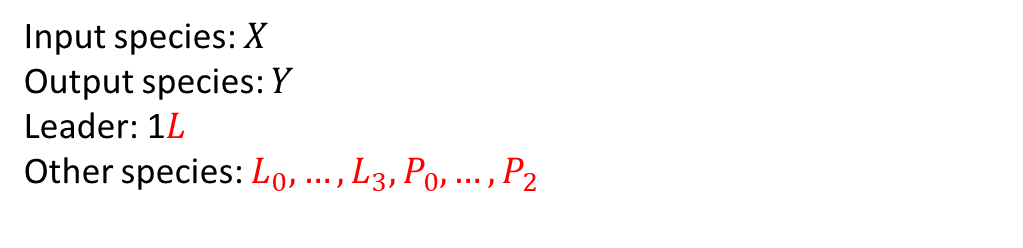 Input species: X
Output species: Y
Leader: 1L
Other species: L₀, ..., L₃, P₀, ..., P₂